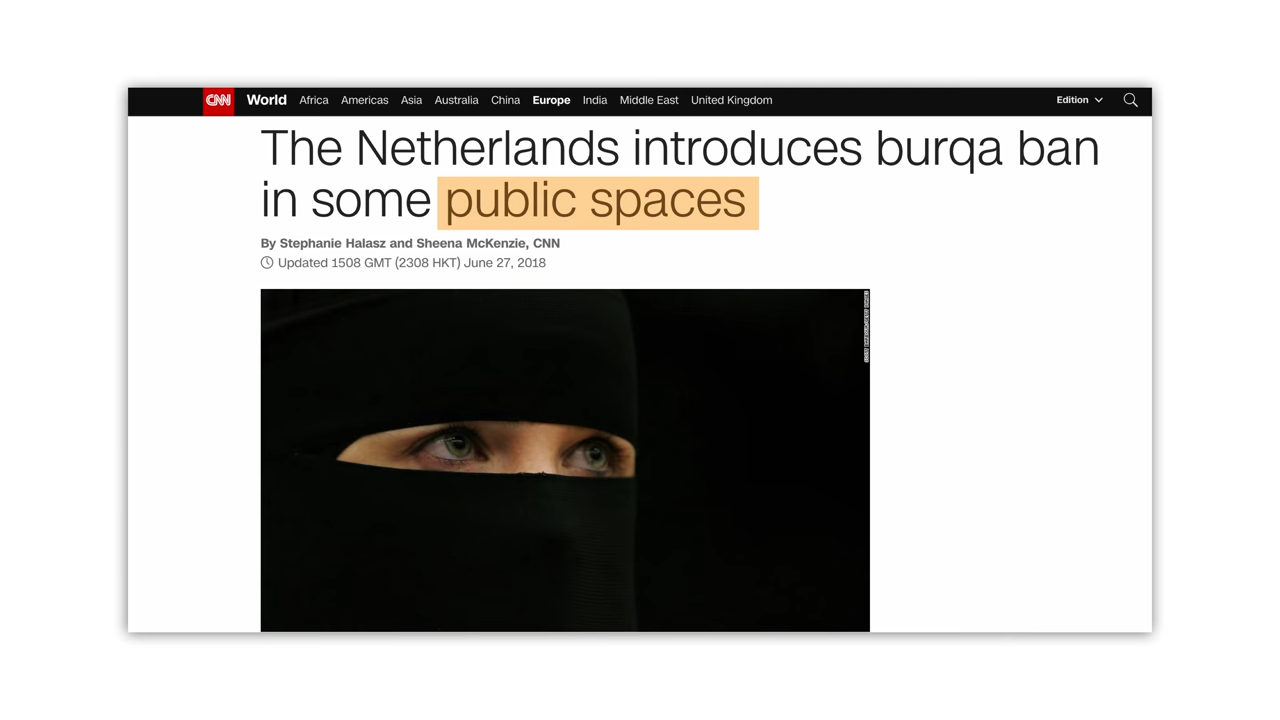 CNN World Africa Americas Asia Australia China Europe India Middle East United Kingdom Edition
The Netherlands introduces burqa ban
in some public spaces
By Stephanie Halasz and Sheena McKenzie, CNN
Updated 1508 GMT (2308 HKT) June 27, 2018